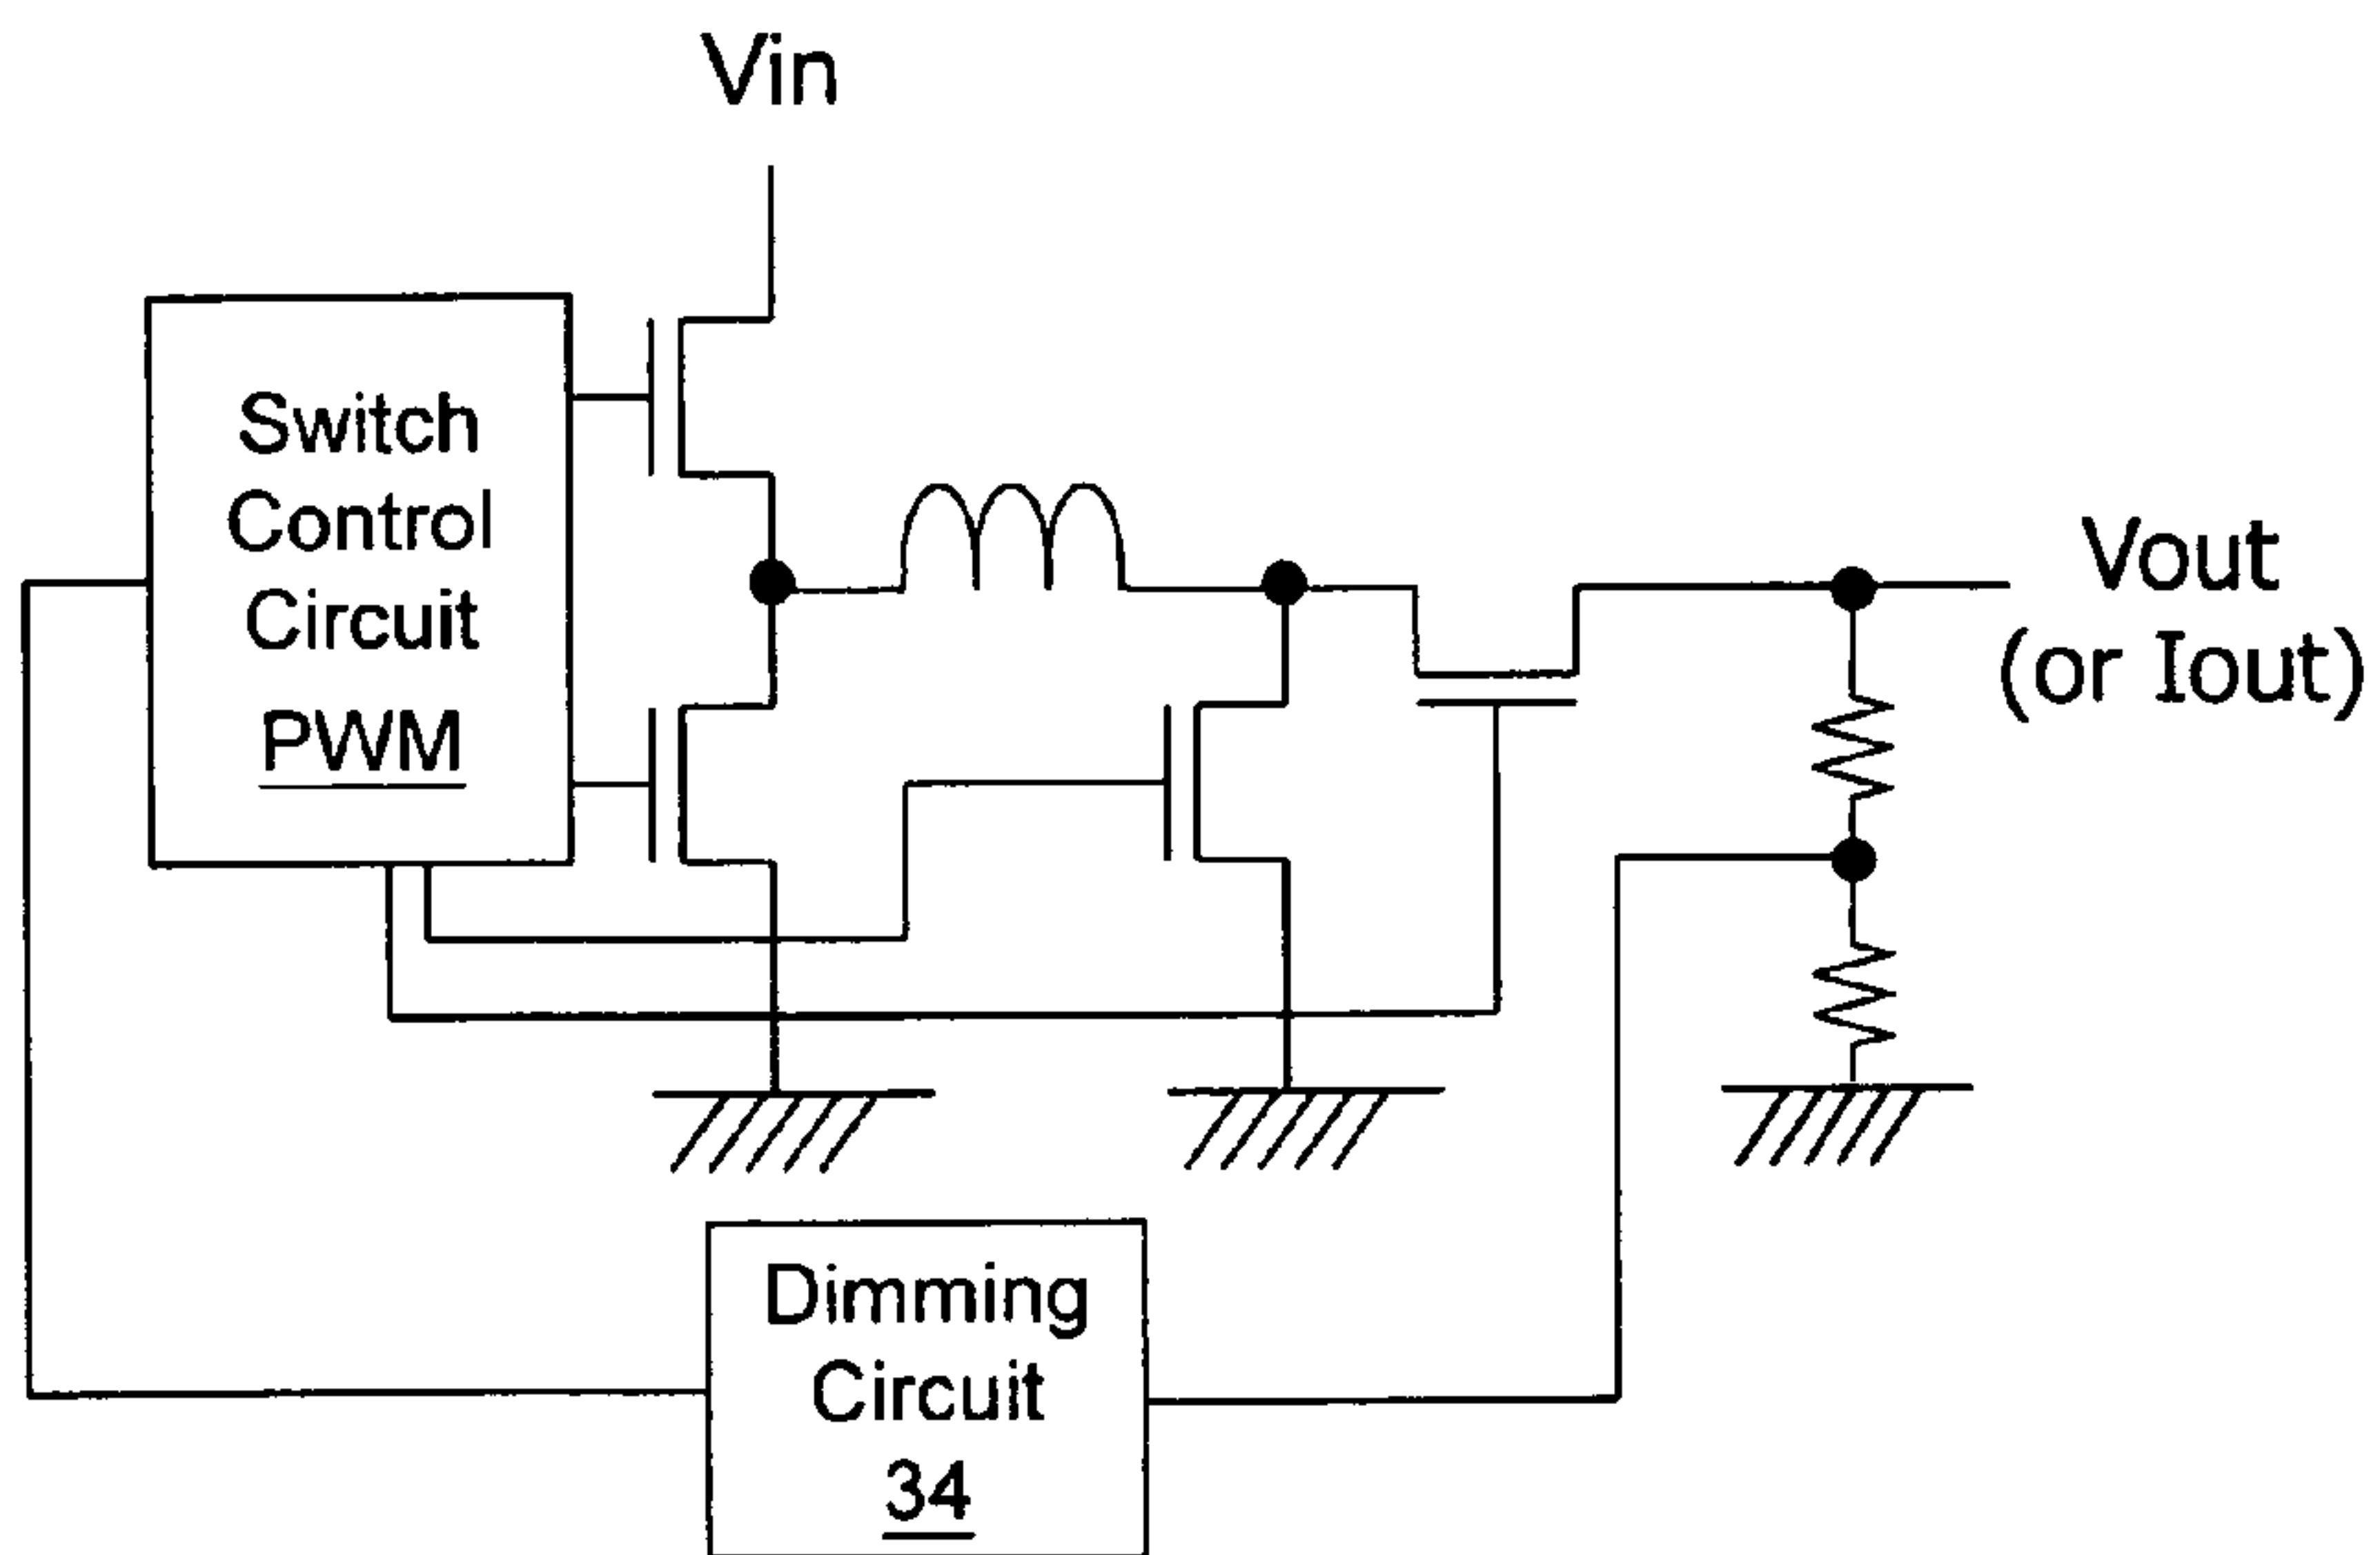 Vin
Switch
Control
Circuit
PWM
Vout
(or Iout)
Dimming
Circuit
34